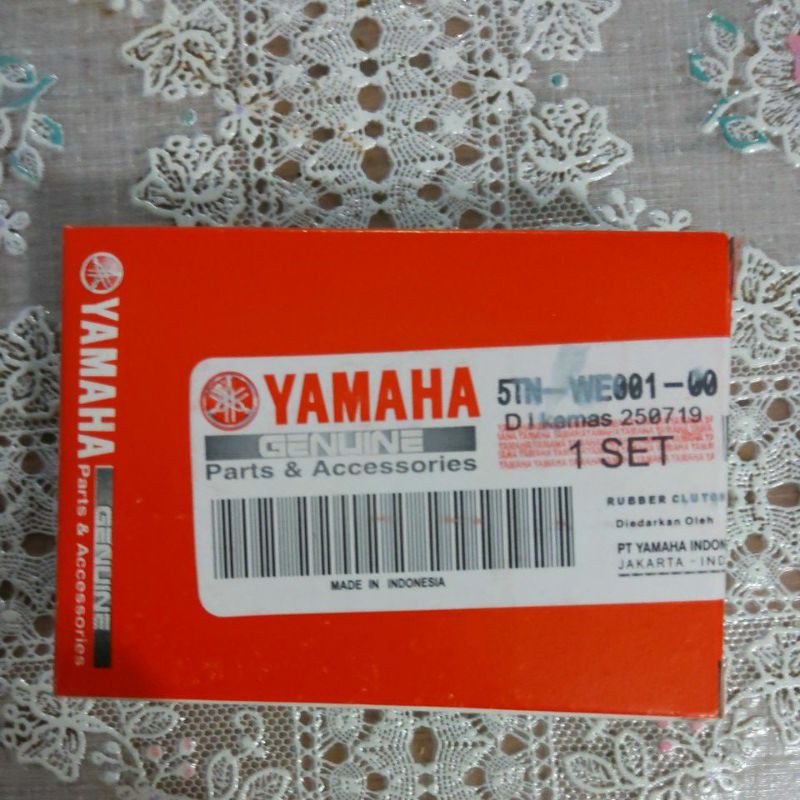 YAMAHA
GENUINE
Parts & Accessories
YAMAHA
GENUINE
Parts & Accessories
MADE IN INDONESIA
5TN-WE001-00
Dikemas 250719
1 SET
RUBBER CLUTCH
Diedarkan Oleh
PT YAMAHA INDON
JAKARTA - IND